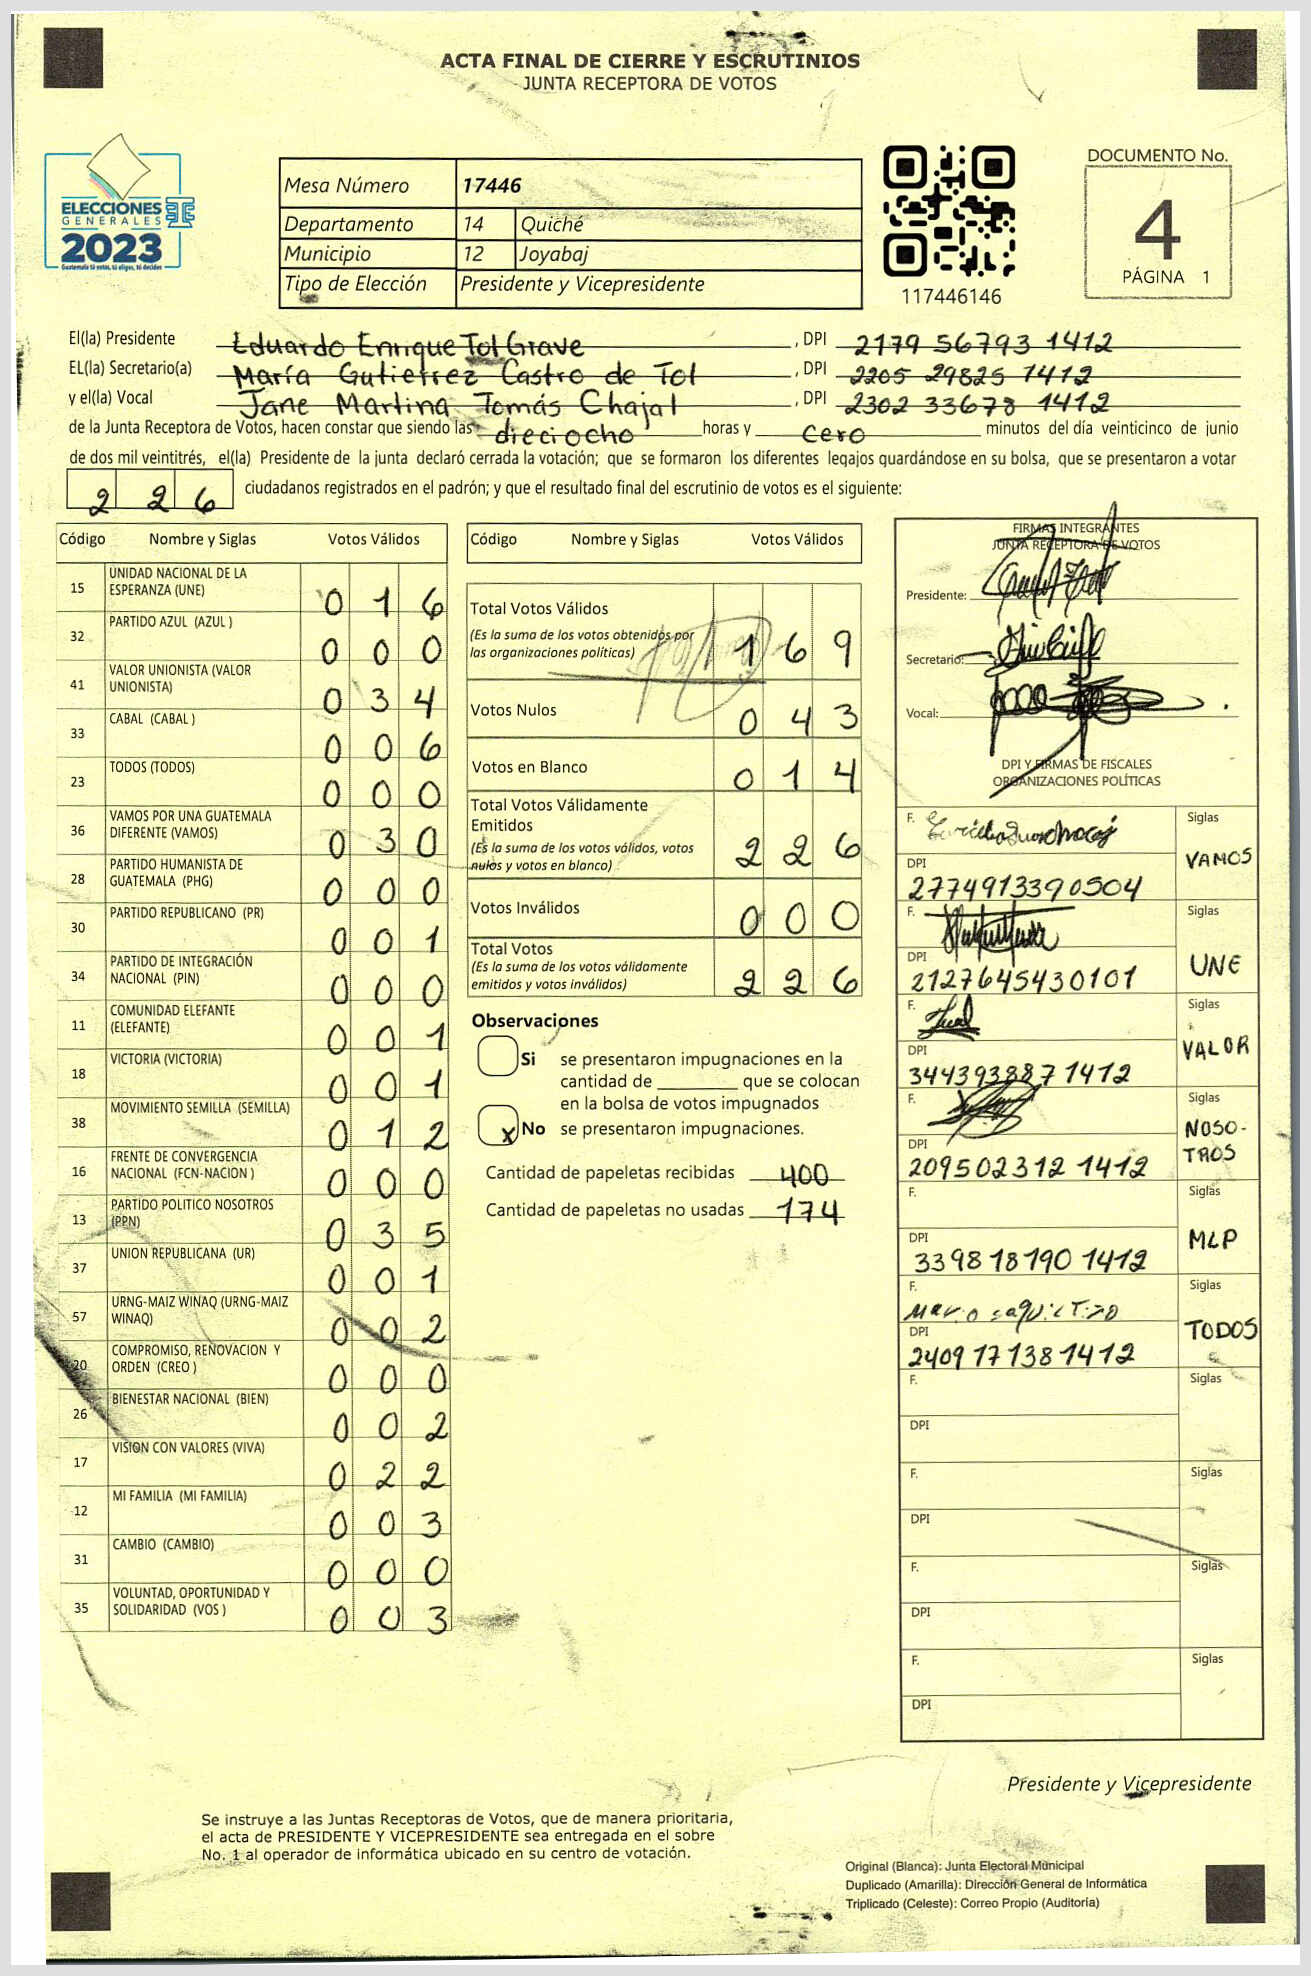 ACTA FINAL DE CIERRE Y ESCRUTINIOS
JUNTA RECEPTORA DE VOTOS
ELECCIONES
GENERALES
2023
Guatemala tú votas, tú eliges, tú decides
Mesa Número 17446
Departamento 14 Quiché
Municipio 12 Joyabaj
Tipo de Elección Presidente y Vicepresidente
117446146
DOCUMENTO No.
4
PÁGINA 1
El(la) Presidente Eduardo Enrique Tol Grave, DPI 2179 56793 1412
EL(la) Secretario(a) María Gutierrez Castro de Tol, DPI 2205 29825 1412
y el(la) Vocal Jane Martina Tomás Chajal, DPI 2302 33678 1412
de la Junta Receptora de Votos, hacen constar que siendo las dieciocho horas y cero minutos del día veinticinco de junio
de dos mil veintitrés, el(la) Presidente de la junta declaró cerrada la votación; que se formaron los diferentes legajos guardándose en su bolsa, que se presentaron a votar
226 ciudadanos registrados en el padrón; y que el resultado final del escrutinio de votos es el siguiente:
Código Nombre y Siglas Votos Válidos
15 UNIDAD NACIONAL DE LA
ESPERANZA (UNE) 0 1 6
32 PARTIDO AZUL (AZUL ) 0 0 0
41 VALOR UNIONISTA (VALOR
UNIONISTA) 0 3 4
33 CABAL (CABAL ) 0 0 6
23 TODOS (TODOS) 0 0 0
36 VAMOS POR UNA GUATEMALA
DIFERENTE (VAMOS) 0 3 0
28 PARTIDO HUMANISTA DE
GUATEMALA (PHG) 0 0 0
30 PARTIDO REPUBLICANO (PR) 0 0 1
34 PARTIDO DE INTEGRACIÓN
NACIONAL (PIN) 0 0 0
11 COMUNIDAD ELEFANTE
(ELEFANTE) 0 0 1
18 VICTORIA (VICTORIA) 0 0 1
38 MOVIMIENTO SEMILLA (SEMILLA) 0 1 2
16 FRENTE DE CONVERGENCIA
NACIONAL (FCN-NACION ) 0 0 0
13 PARTIDO POLITICO NOSOTROS
(PPN) 0 3 5
37 UNION REPUBLICANA (UR) 0 0 1
57 URNG-MAIZ WINAQ (URNG-MAIZ
WINAQ) 0 0 2
20 COMPROMISO, RENOVACION Y
ORDEN (CREO ) 0 0 0
26 BIENESTAR NACIONAL (BIEN) 0 0 2
17 VISION CON VALORES (VIVA) 0 2 2
12 MI FAMILIA (MI FAMILIA) 0 0 3
31 CAMBIO (CAMBIO) 0 0 0
35 VOLUNTAD, OPORTUNIDAD Y
SOLIDARIDAD (VOS ) 0 0 3
Código Nombre y Siglas Votos Válidos
Total Votos Válidos
(Es la suma de los votos obtenidos por
las organizaciones políticas) 1 6 9
Votos Nulos 0 4 3
Votos en Blanco 0 1 4
Total Votos Válidamente
Emitidos
(Es la suma de los votos válidos, votos
nulos y votos en blanco) 2 2 6
Votos Inválidos 0 0 0
Total Votos
(Es la suma de los votos válidamente
emitidos y votos inválidos) 2 2 6
Observaciones
Si se presentaron impugnaciones en la
cantidad de ________ que se colocan
en la bolsa de votos impugnados
x No se presentaron impugnaciones.
Cantidad de papeletas recibidas 400
Cantidad de papeletas no usadas 174
FIRMAS INTEGRANTES
JUNTA RECEPTORA DE VOTOS
Presidente:
Secretario:
Vocal:
DPI Y FIRMAS DE FISCALES
ORGANIZACIONES POLÍTICAS
F. Siglas
VAMOS
DPI
2774913390504
F. Siglas
UNE
DPI
2127645430101
F. Siglas
VALOR
DPI
3443938871412
F. Siglas
NOSO-
TROS
DPI
209502312 1412
F. Siglas
MLP
DPI
339818190 1412
F. Siglas
TODOS
DPI
2409171381412
F. Siglas
DPI
F. Siglas
DPI
F. Siglas
DPI
F. Siglas
DPI
Presidente y Vicepresidente
Se instruye a las Juntas Receptoras de Votos, que de manera prioritaria,
el acta de PRESIDENTE Y VICEPRESIDENTE sea entregada en el sobre
No. 1 al operador de informática ubicado en su centro de votación.
Original (Blanca): Junta Electoral Municipal
Duplicado (Amarilla): Dirección General de Informática
Triplicado (Celeste): Correo Propio (Auditoría)